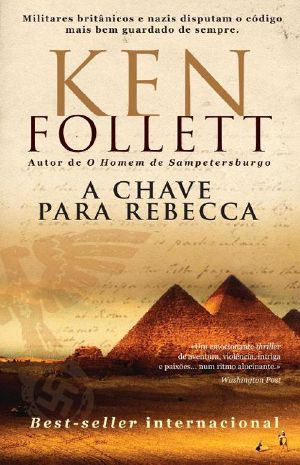 Militares britânicos e nazis disputam o código
mais bem guardado de sempre.
KEN
FOLLETT
Autor de O Homem de Sampetersburgo
A CHAVE
PARA REBECCA
«Um emocionante thriller
de aventura, violência, intriga
e paixões... num ritmo alucinante.»
Washington Post
Best-seller internacional